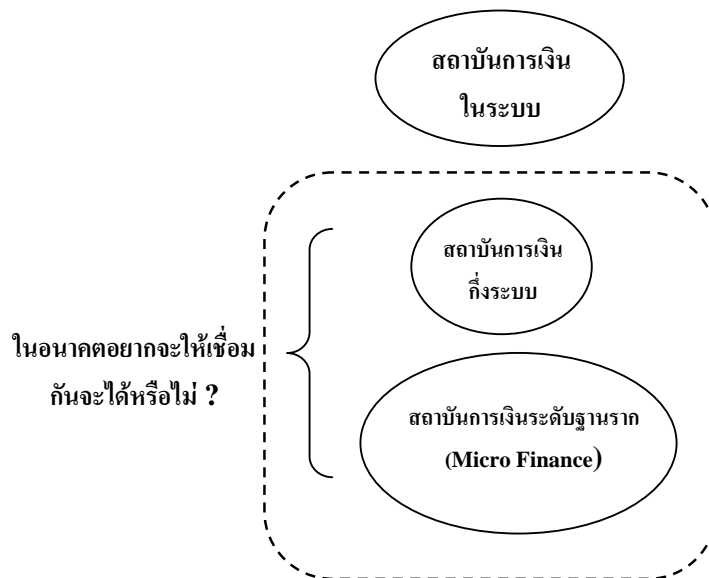 สถาบันการเงิน
ในระบบ
สถาบันการเงิน
กึ่งระบบ
ในอนาคตอยากจะให้เชื่อม
กันจะได้หรือไม่ ?
สถาบันการเงินระดับฐานราก
(Micro Finance)